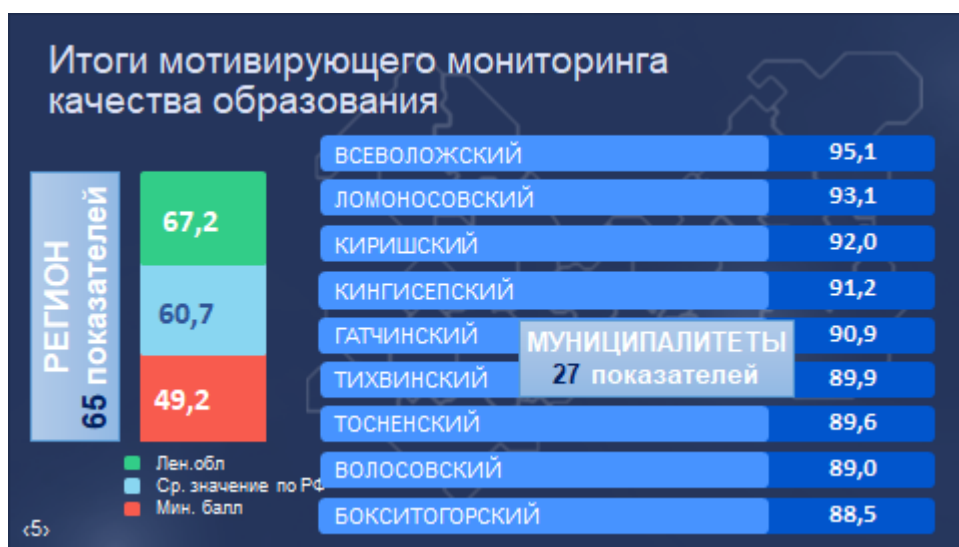 Итоги мотивирующего мониторинга
качества образования
РЕГИОН
65 показателей
67,2
60,7
49,2
Лен.обл
Ср. значение по РФ
Мин. балл
ВСЕВОЛОЖСКИЙ 95,1
ЛОМОНОСОВСКИЙ 93,1
КИРИШСКИЙ 92,0
КИНГИСЕПСКИЙ 91,2
ГАТЧИНСКИЙ 90,9
МУНИЦИПАЛИТЕТЫ
27 показателей
ТИХВИНСКИЙ 89,9
ТОСНЕНСКИЙ 89,6
ВОЛОСОВСКИЙ 89,0
БОКСИТОГОРСКИЙ 88,5
‹5›